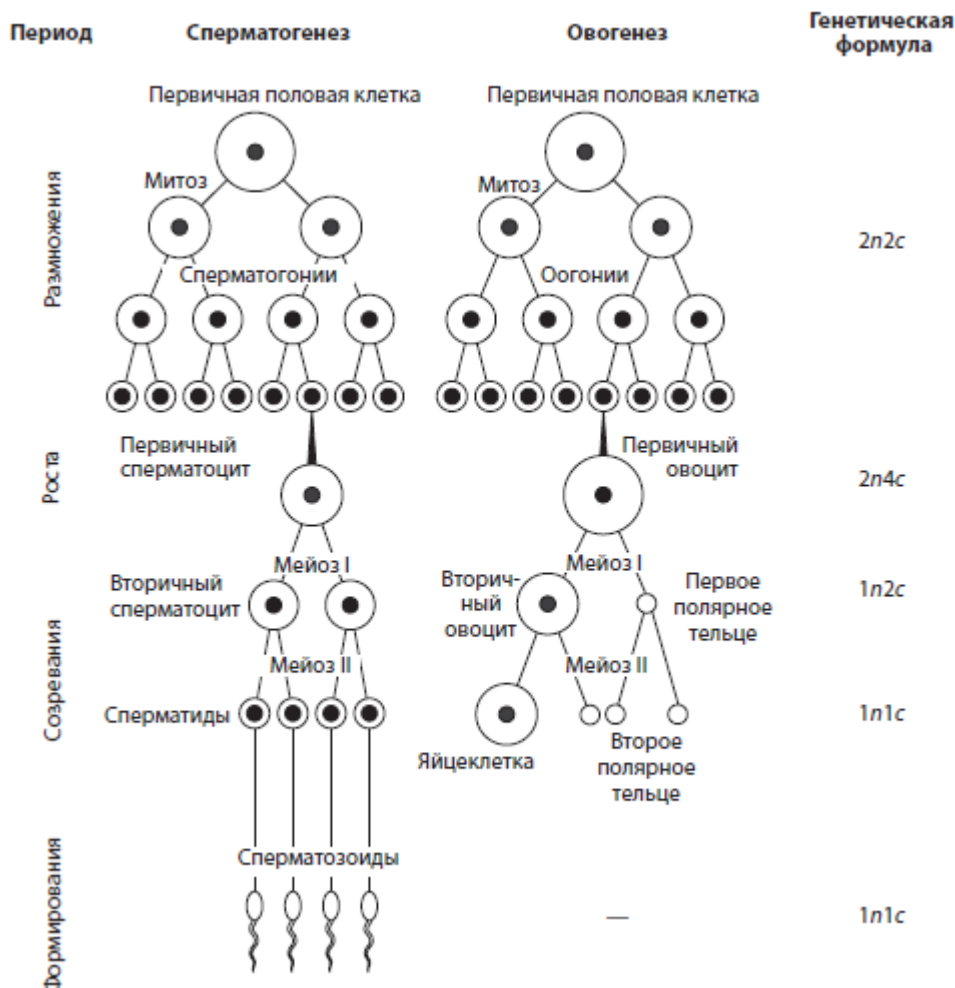 Период Сперматогенез Овогенез Генетическая
формула
Первичная половая клетка Первичная половая клетка
Размножения
Митоз Митоз
2n2c
Сперматогонии Оогонии
Роста
Первичный
сперматоцит
Первичный
овоцит
2n4c
Созревания
Мейоз I Мейоз I
Вторичный
сперматоцит
Вторич-
ный
овоцит
Первое
полярное
тельце
1n2c
Мейоз II Мейоз II
Сперматиды
1n1c
Яйцеклетка
Второе
полярное
тельце
Формирования
Сперматозоиды
—
1n1c